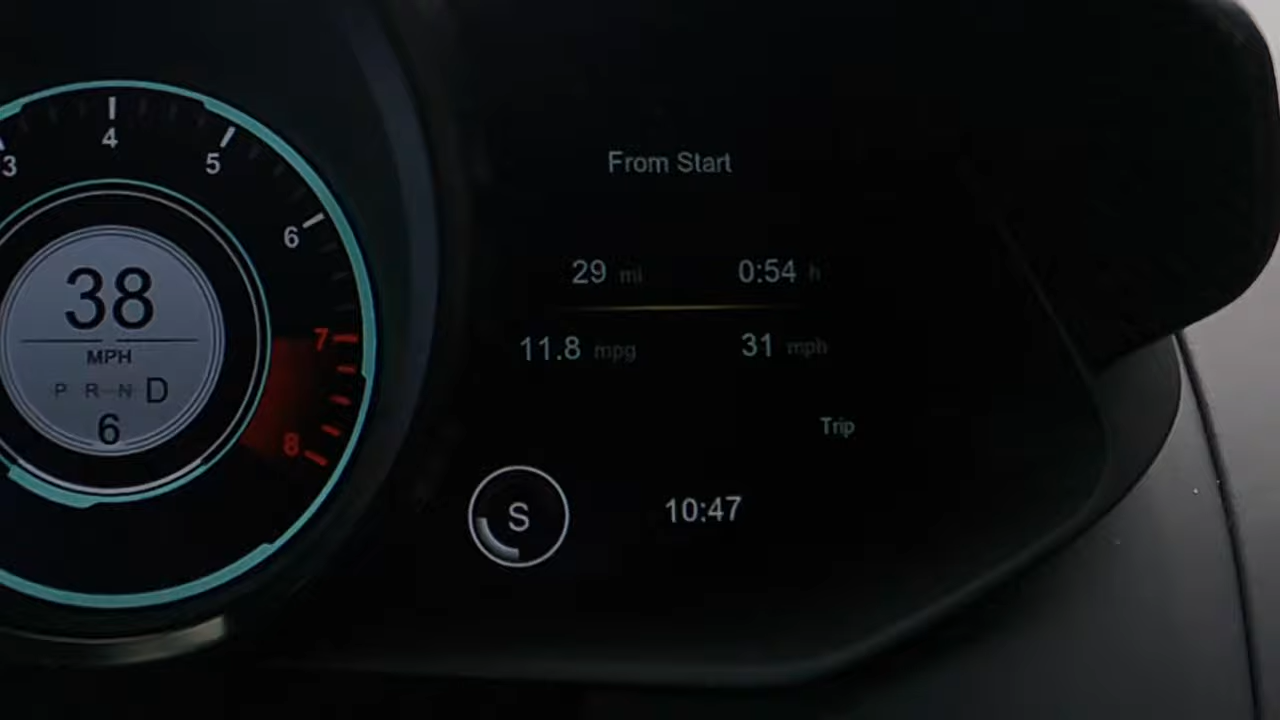 3 4 5 6 7 8
38
MPH
P R N D
6
From Start
29 mi 0:54 h
11.8 mpg 31 mph
Trip
S 10:47